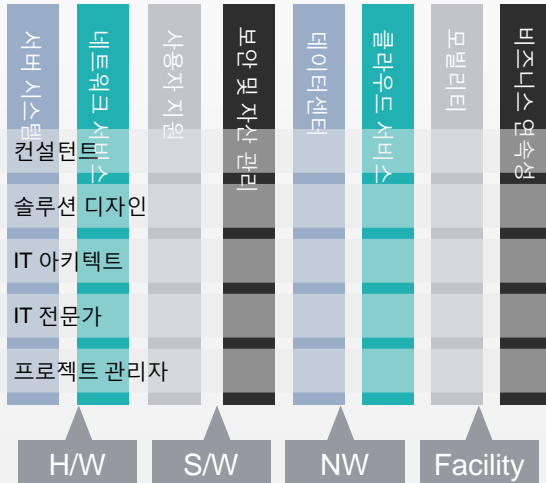 서버 시스템
네트워크 서비스
사용자 지원
보안 및 자산 관리
데이터센터
클라우드 서비스
모빌리티
비즈니스 연속성
컨설턴트
솔루션 디자인
IT 아키텍트
IT 전문가
프로젝트 관리자
H/W
S/W
NW
Facility